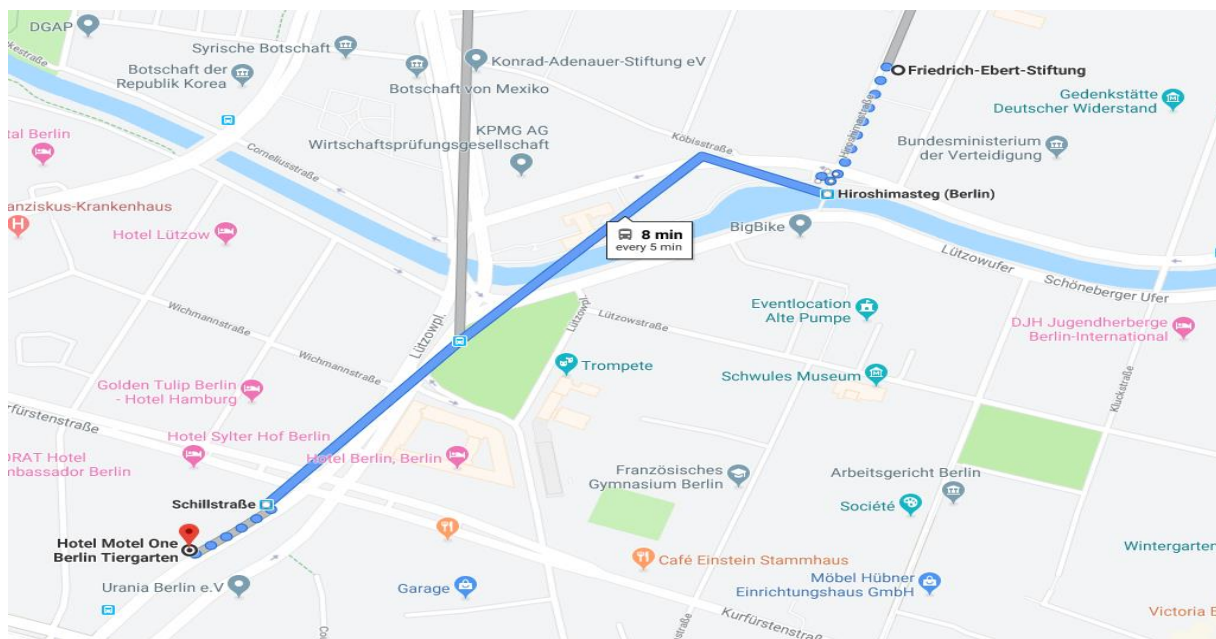 DGAP
Syrische Botschaft
Botschaft der
Republik Korea
Botschaft von Mexiko
Konrad-Adenauer-Stiftung eV
Friedrich-Ebert-Stiftung
Gedenkstätte
Deutscher Widerstand
KPMG AG
Wirtschaftsprüfungsgesellschaft
Köbisstraße
Hiroshimastraße
Bundesministerium
der Verteidigung
tal Berlin
Corneliusstraße
Hiroshimasteg (Berlin)
anziskus-Krankenhaus
H
Hotel Lützow
8 min
every 5 min
BigBike
Lützowufer
Schöneberger Ufer
Wichmannstraße
Lützowpl.
Lützowpl.
Lützowstraße
Eventlocation
Alte Pumpe
DJH Jugendherberge
Berlin-International
Wichmannstraße
Trompete
Schwules Museum
Kluckstraße
Golden Tulip Berlin
- Hotel Hamburg
urfürstenstraße
Hotel Sylter Hof Berlin
ORAT Hotel
mbassador Berlin
Hotel Berlin, Berlin
Französisches
Gymnasium Berlin
Arbeitsgericht Berlin
Schillstraße
Société
Hotel Motel One
Berlin Tiergarten
Café Einstein Stammhaus
Wintergarten
Urania Berlin e.V
Garage
Möbel Hübner
Einrichtungshaus GmbH
Kurfürstenstraße
Victoria B